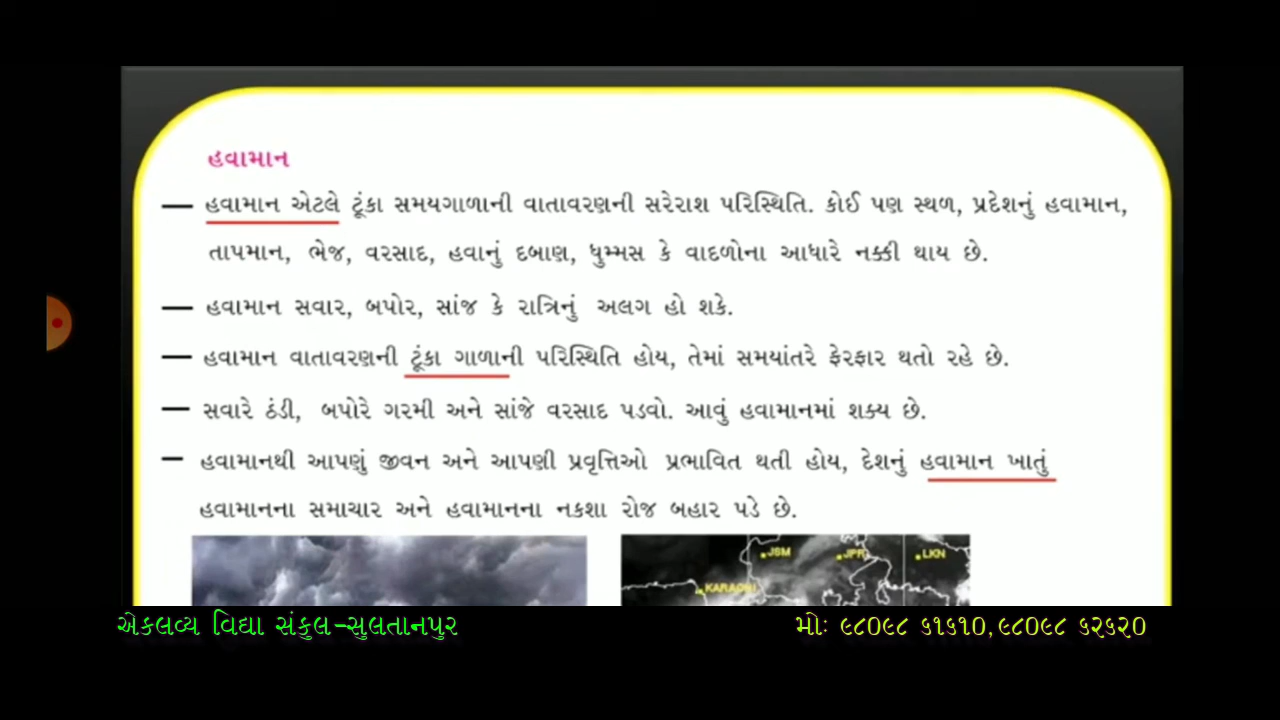 હવામાન
— હવામાન એટલે ટૂંકા સમયગાળાની વાતાવરણની સરેરાશ પરિસ્થિતિ. કોઈ પણ સ્થળ, પ્રદેશનું હવામાન,
તાપમાન, ભેજ, વરસાદ, હવાનું દબાણ, ધુમ્મસ કે વાદળોના આધારે નક્કી થાય છે.
— હવામાન સવાર, બપોર, સાંજ કે રાત્રિનું અલગ હો શકે.
— હવામાન વાતાવરણની ટૂંકા ગાળાની પરિસ્થિતિ હોય, તેમાં સમયાંતરે ફેરફાર થતો રહે છે.
— સવારે ઠંડી, બપોરે ગરમી અને સાંજે વરસાદ પડવો. આવું હવામાનમાં શક્ય છે.
— હવામાનથી આપણું જીવન અને આપણી પ્રવૃત્તિઓ પ્રભાવિત થતી હોય, દેશનું હવામાન ખાતું
હવામાનના સમાચાર અને હવામાનના નકશા રોજ બહાર પડે છે.
JSM JPR LKN
KARACHI
એકલવ્ય વિદ્યા સંકુલ-સુલતાનપુર મોઃ ૯૮૦૯૮ ૬૧૬૧૦,૯૮૦૯૮ ૬૨૬૨૦